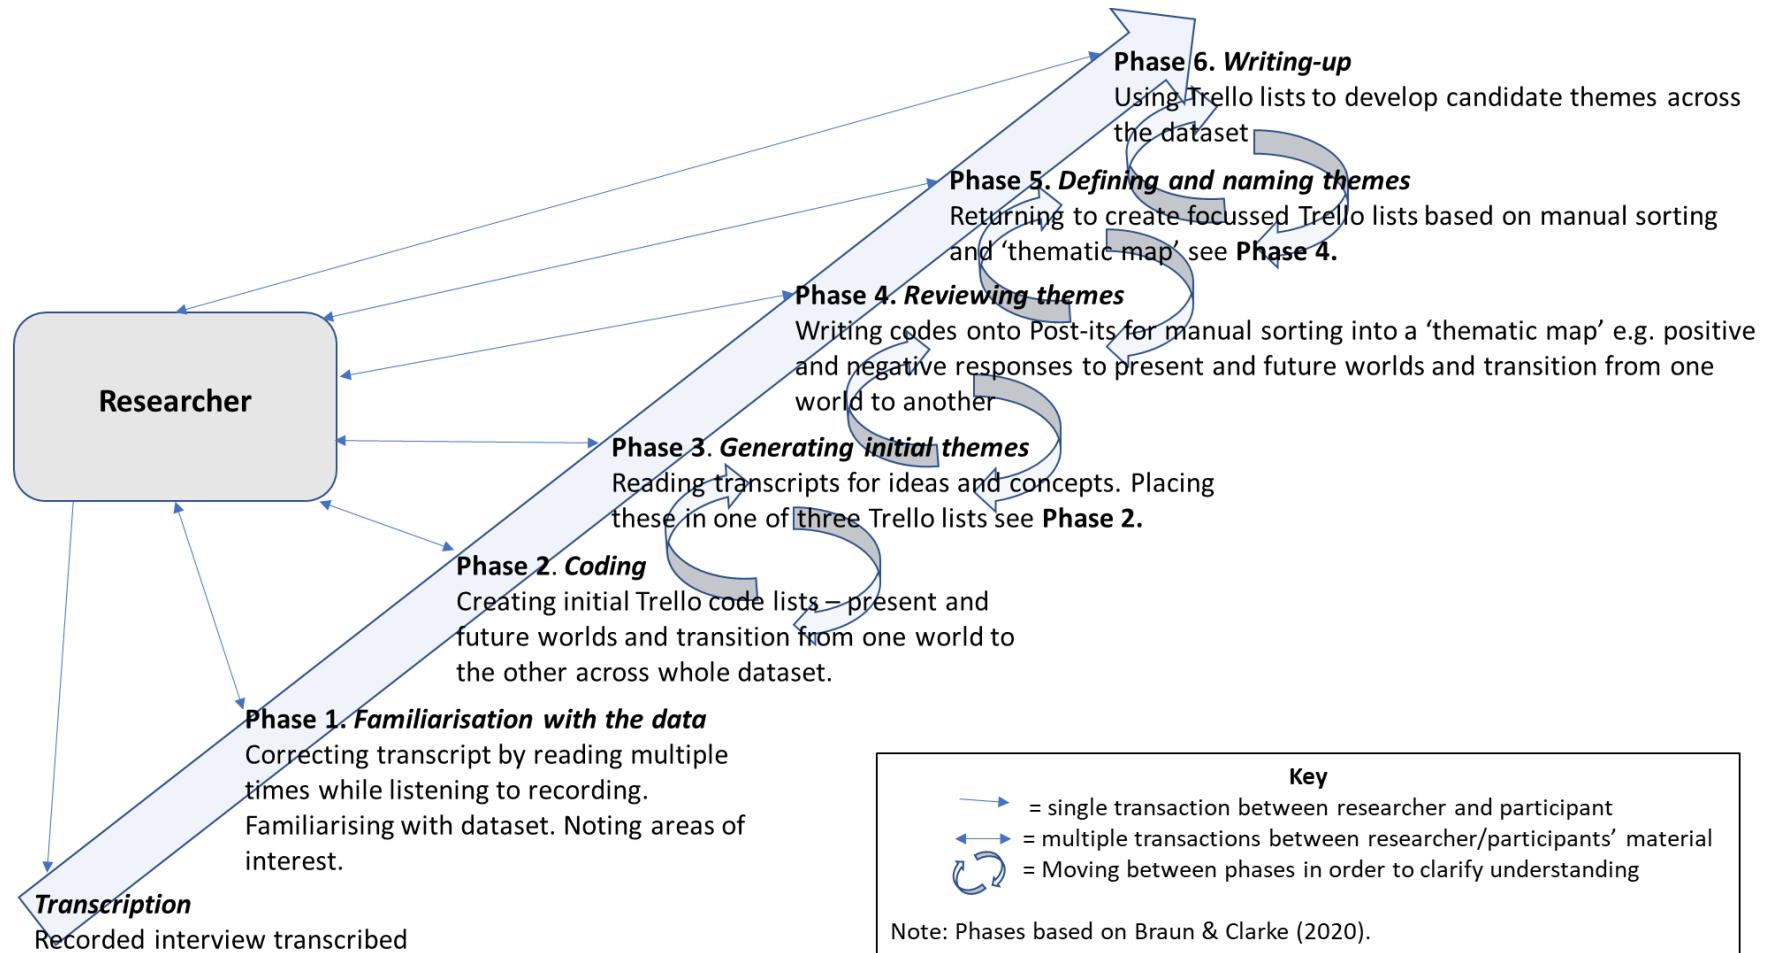 Phase 6. Writing-up
Using Trello lists to develop candidate themes across
the dataset
Phase 5. Defining and naming themes
Returning to create focussed Trello lists based on manual sorting
and ‘thematic map’ see Phase 4.
Phase 4. Reviewing themes
Writing codes onto Post-its for manual sorting into a ‘thematic map’ e.g. positive
and negative responses to present and future worlds and transition from one
world to another
Researcher
Phase 3. Generating initial themes
Reading transcripts for ideas and concepts. Placing
these in one of three Trello lists see Phase 2.
Phase 2. Coding
Creating initial Trello code lists – present and
future worlds and transition from one world to
the other across whole dataset.
Phase 1. Familiarisation with the data
Correcting transcript by reading multiple
times while listening to recording.
Familiarising with dataset. Noting areas of
interest.
Transcription
Recorded interview transcribed
Key
= single transaction between researcher and participant
= multiple transactions between researcher/participants’ material
= Moving between phases in order to clarify understanding
Note: Phases based on Braun & Clarke (2020).